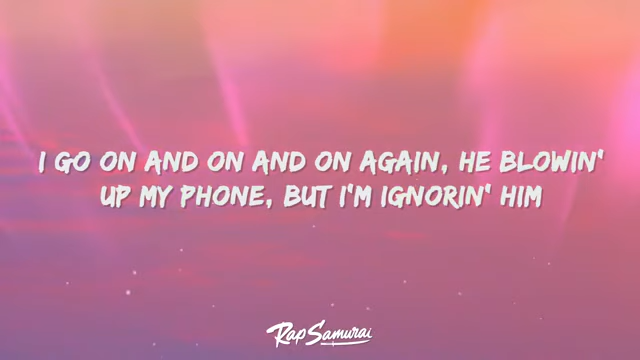 I GO ON AND ON AND ON AGAIN, HE BLOWIN'
UP MY PHONE, BUT I'M IGNORIN' HIM
RapSamurai